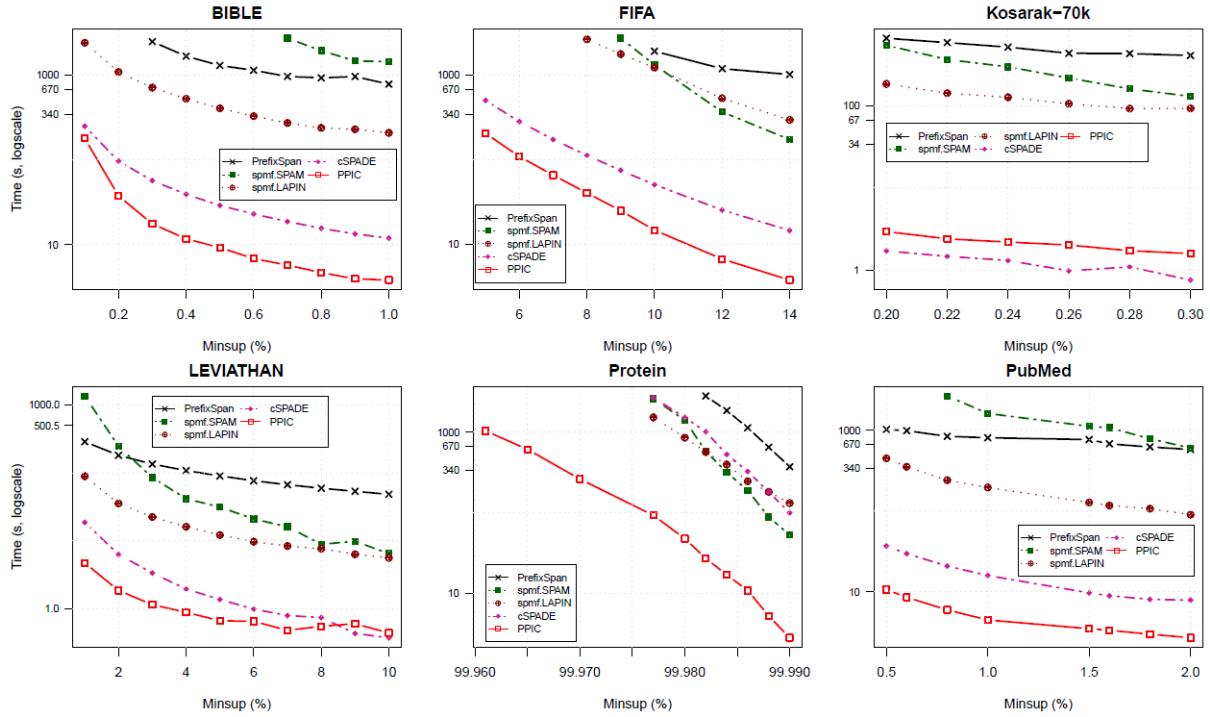 BIBLE
Time (s, logscale)
1000
670
340
10
PrefixSpan
spmf.SPAM
spmf.LAPIN
cSPADE
PPIC
0.2 0.4 0.6 0.8 1.0
Minsup (%)
FIFA
1000
670
340
10
PrefixSpan
spmf.SPAM
spmf.LAPIN
cSPADE
PPIC
6 8 10 12 14
Minsup (%)
Kosarak−70k
100
67
34
1
PrefixSpan
spmf.SPAM
spmf.LAPIN
cSPADE
PPIC
0.20 0.22 0.24 0.26 0.28 0.30
Minsup (%)
LEVIATHAN
Time (s, logscale)
1000.0
500.5
1.0
PrefixSpan
spmf.SPAM
spmf.LAPIN
cSPADE
PPIC
2 4 6 8 10
Minsup (%)
Protein
1000
670
340
10
PrefixSpan
spmf.SPAM
spmf.LAPIN
cSPADE
PPIC
99.960 99.970 99.980 99.990
Minsup (%)
PubMed
1000
670
340
10
PrefixSpan
spmf.SPAM
spmf.LAPIN
cSPADE
PPIC
0.5 1.0 1.5 2.0
Minsup (%)